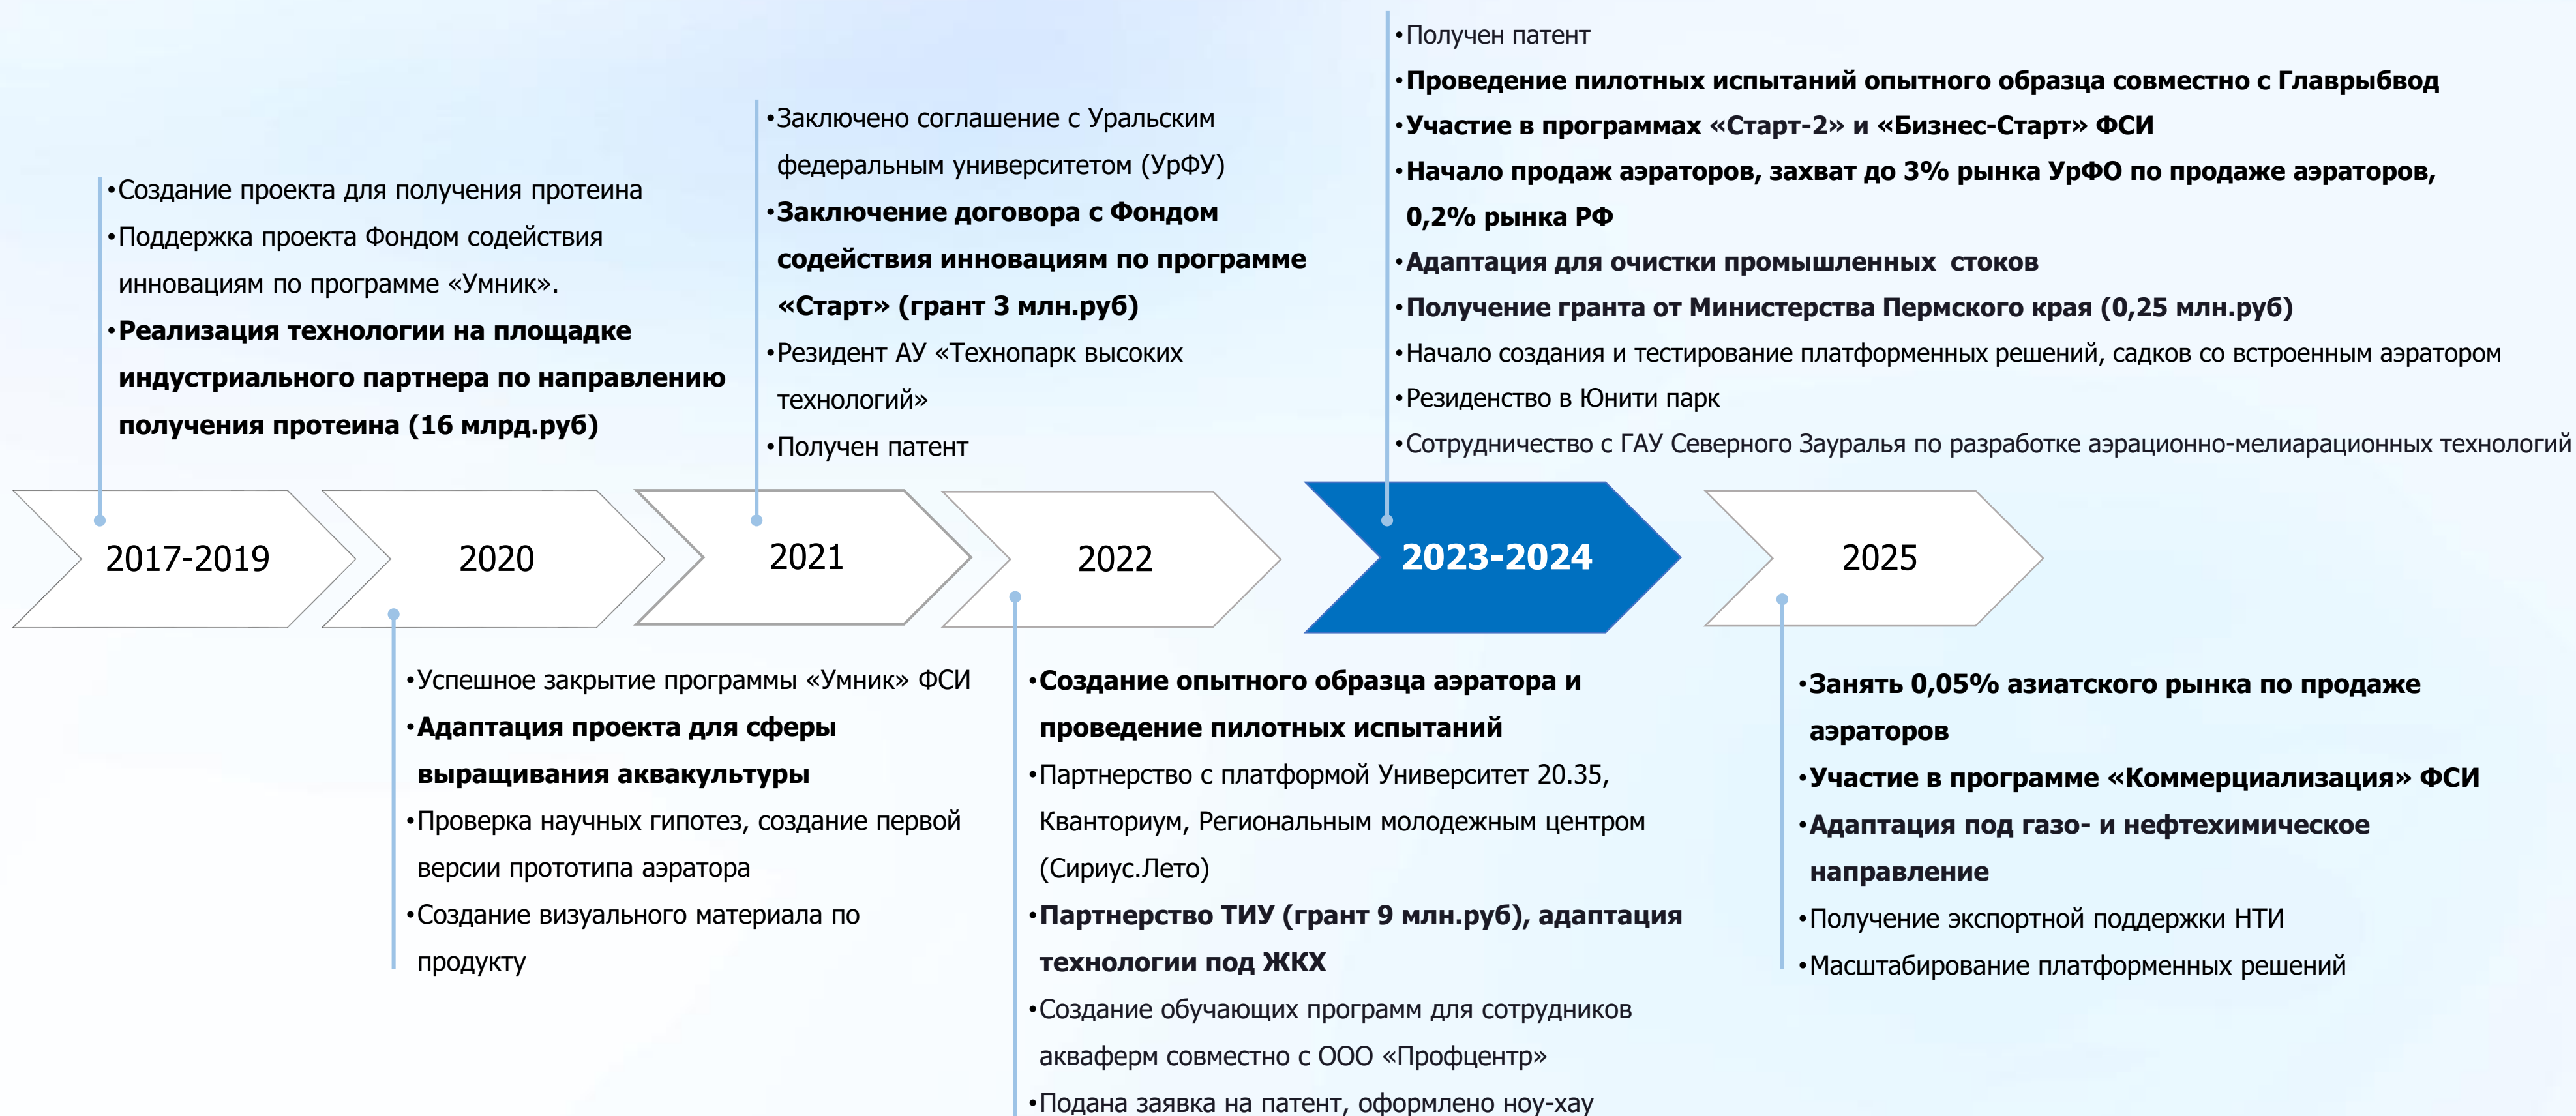 •Создание проекта для получения протеина
•Поддержка проекта Фондом содействия
инновациям по программе «Умник».
•Реализация технологии на площадке
индустриального партнера по направлению
получения протеина (16 млрд.руб)
•Заключено соглашение с Уральским
федеральным университетом (УрФУ)
•Заключение договора с Фондом
содействия инновациям по программе
«Старт» (грант 3 млн.руб)
•Резидент АУ «Технопарк высоких
технологий»
•Получен патент
•Получен патент
•Проведение пилотных испытаний опытного образца совместно с Главрыбвод
•Участие в программах «Старт-2» и «Бизнес-Старт» ФСИ
•Начало продаж аэраторов, захват до 3% рынка УрФО по продаже аэраторов,
0,2% рынка РФ
•Адаптация для очистки промышленных стоков
•Получение гранта от Министерства Пермского края (0,25 млн.руб)
•Начало создания и тестирование платформенных решений, садков со встроенным аэратором
•Резиденство в Юнити парк
•Сотрудничество с ГАУ Северного Зауралья по разработке аэрационно-мелиарационных технологий
2017-2019
2020
2021
2022
2023-2024
2025
•Успешное закрытие программы «Умник» ФСИ
•Адаптация проекта для сферы
выращивания аквакультуры
•Проверка научных гипотез, создание первой
версии прототипа аэратора
•Создание визуального материала по
продукту
•Создание опытного образца аэратора и
проведение пилотных испытаний
•Партнерство с платформой Университет 20.35,
Кванториум, Региональным молодежным центром
(Сириус.Лето)
•Партнерство ТИУ (грант 9 млн.руб), адаптация
технологии под ЖКХ
•Создание обучающих программ для сотрудников
акваферм совместно с ООО «Профцентр»
•Подана заявка на патент, оформлено ноу-хау
•Занять 0,05% азиатского рынка по продаже
аэраторов
•Участие в программе «Коммерциализация» ФСИ
•Адаптация под газо- и нефтехимическое
направление
•Получение экспортной поддержки НТИ
•Масштабирование платформенных решений